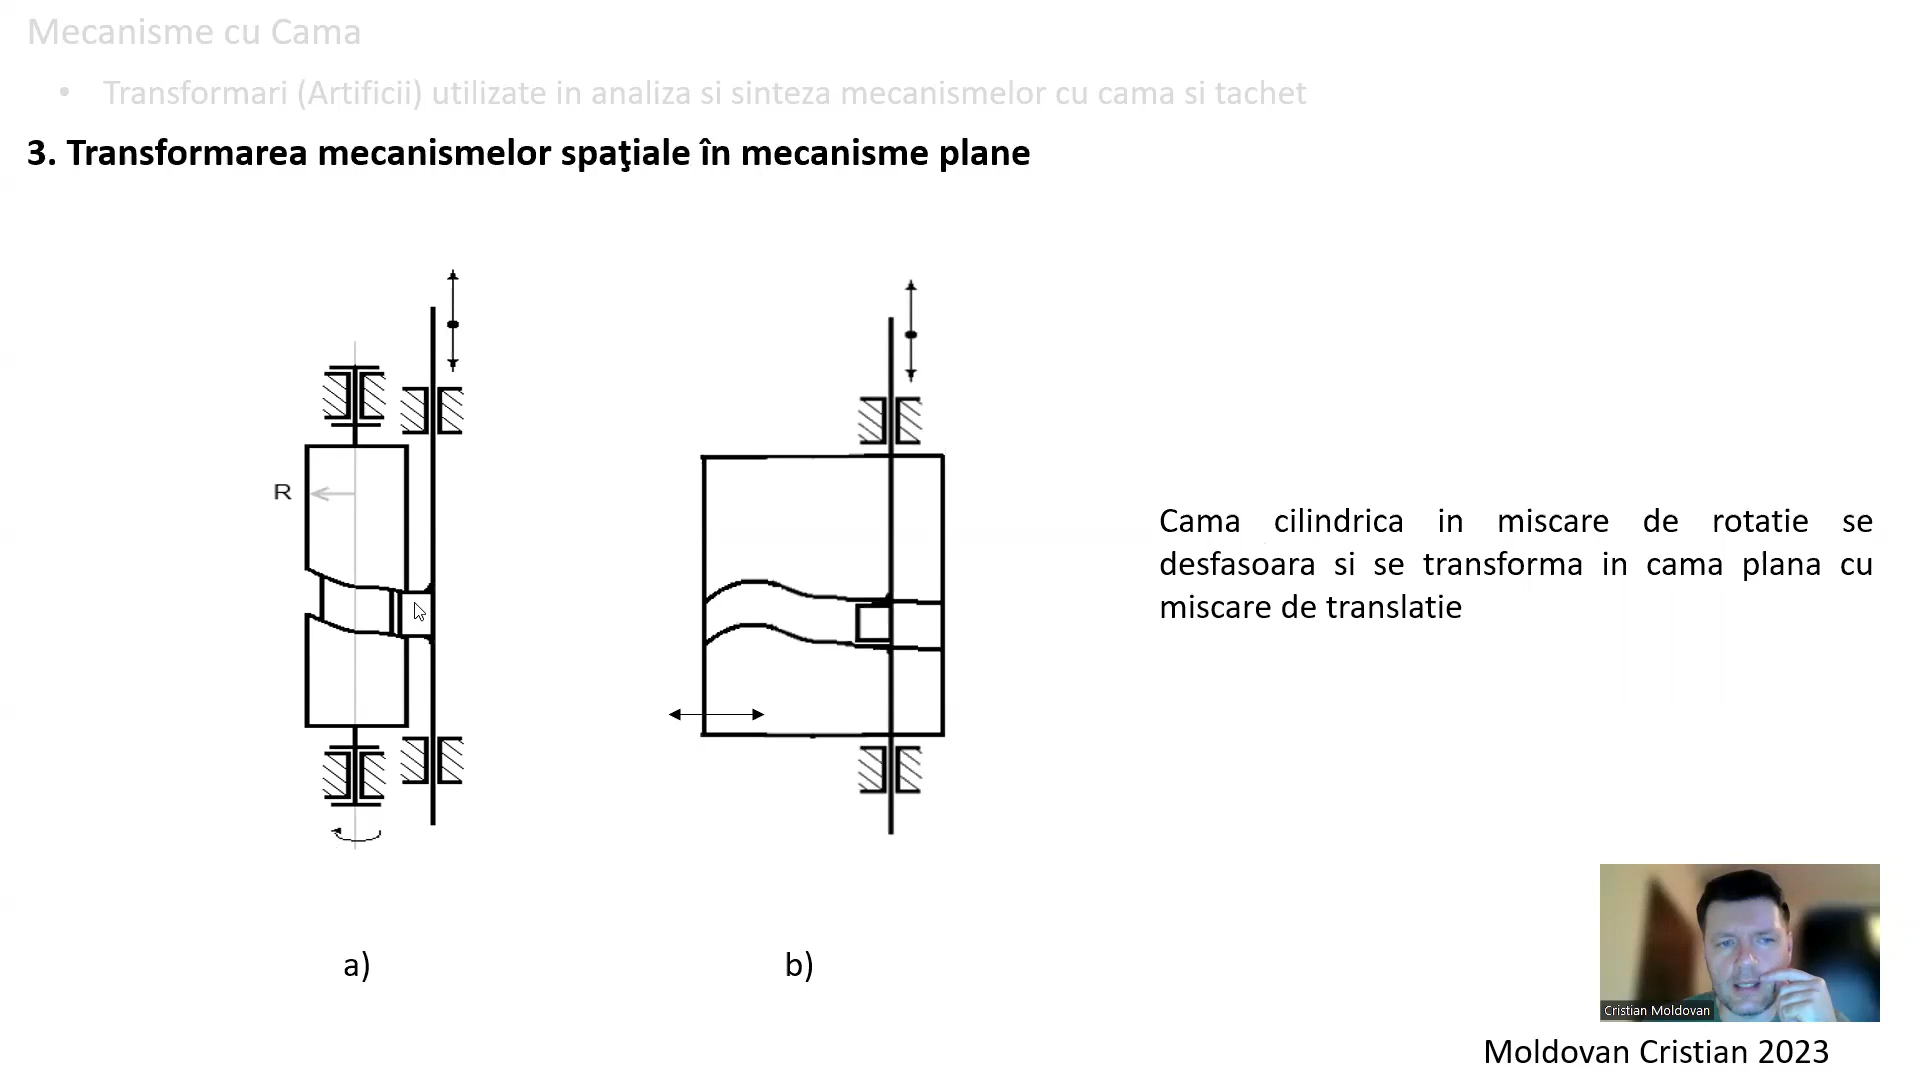 Mecanisme cu Cama
• Transformari (Artificii) utilizate in analiza si sinteza mecanismelor cu cama si tachet
3. Transformarea mecanismelor spaţiale în mecanisme plane
R
Cama cilindrica in miscare de rotatie se
desfasoara si se transforma in cama plana cu
miscare de translatie
a)
b)
Cristian Moldovan
Moldovan Cristian 2023